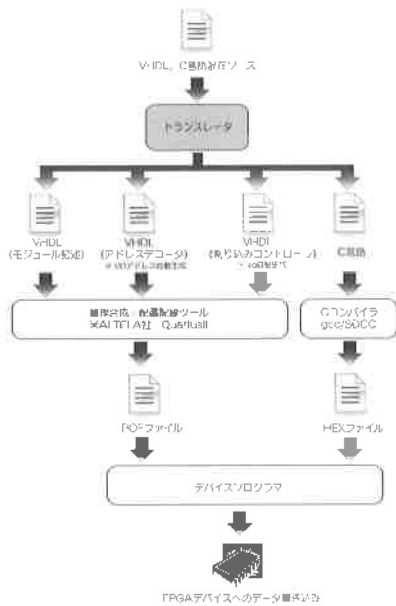 VHDL、C言語混在ソース
トランスレータ
VHDL
(モジュール記述)
VHDL
(アドレスデコーダ)
※I/Oアドレス自動生成
VHDL
(割り込みコントローラ)
C言語
論理合成・配置配線ツール
※ALTELA社 QuartusII
Cコンパイラ
gcc/SDCC
POFファイル
HEXファイル
デバイスプログラマ
FPGAデバイスへのデータ書き込み